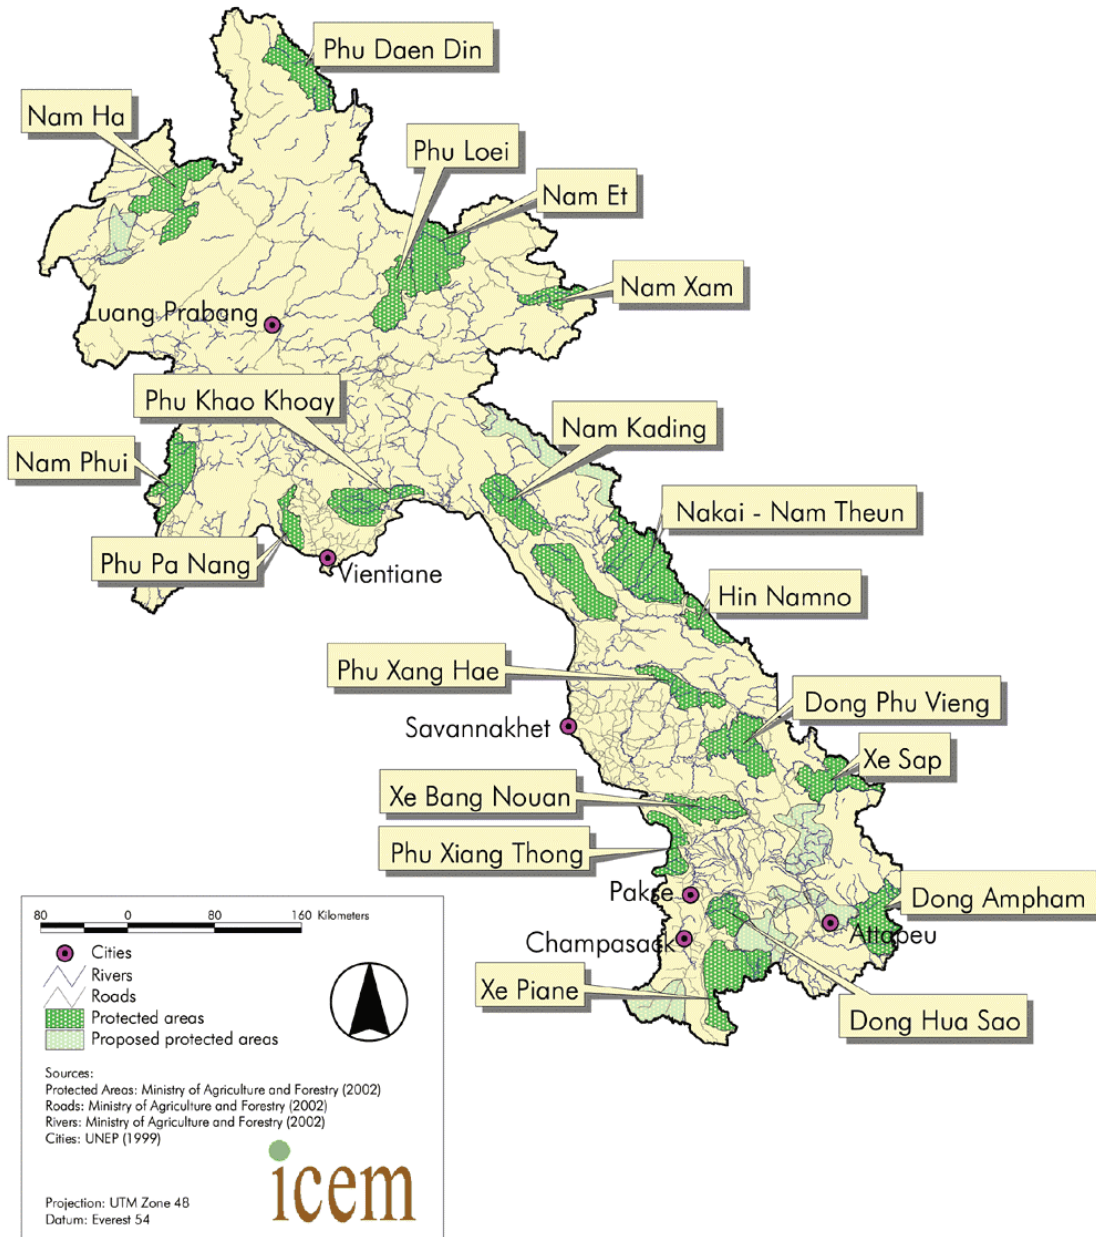 Phu Daen Din
Nam Ha
Phu Loei
Nam Et
Nam Xam
Luang Prabang
Phu Khao Khoay
Nam Kading
Nam Phui
Nakai - Nam Theun
Phu Pa Nang
Vientiane
Hin Namno
Phu Xang Hae
Dong Phu Vieng
Savannakhet
Xe Sap
Xe Bang Nouan
Phu Xiang Thong
Pakse
Dong Ampham
Attapeu
Champasack
Xe Piane
Dong Hua Sao
80 0 80 160 Kilometers
Cities
Rivers
Roads
Protected areas
Proposed protected areas
Sources:
Protected Areas: Ministry of Agriculture and Forestry (2002)
Roads: Ministry of Agriculture and Forestry (2002)
Rivers: Ministry of Agriculture and Forestry (2002)
Cities: UNEP (1999)
icem
Projection: UTM Zone 48
Datum: Everest 54